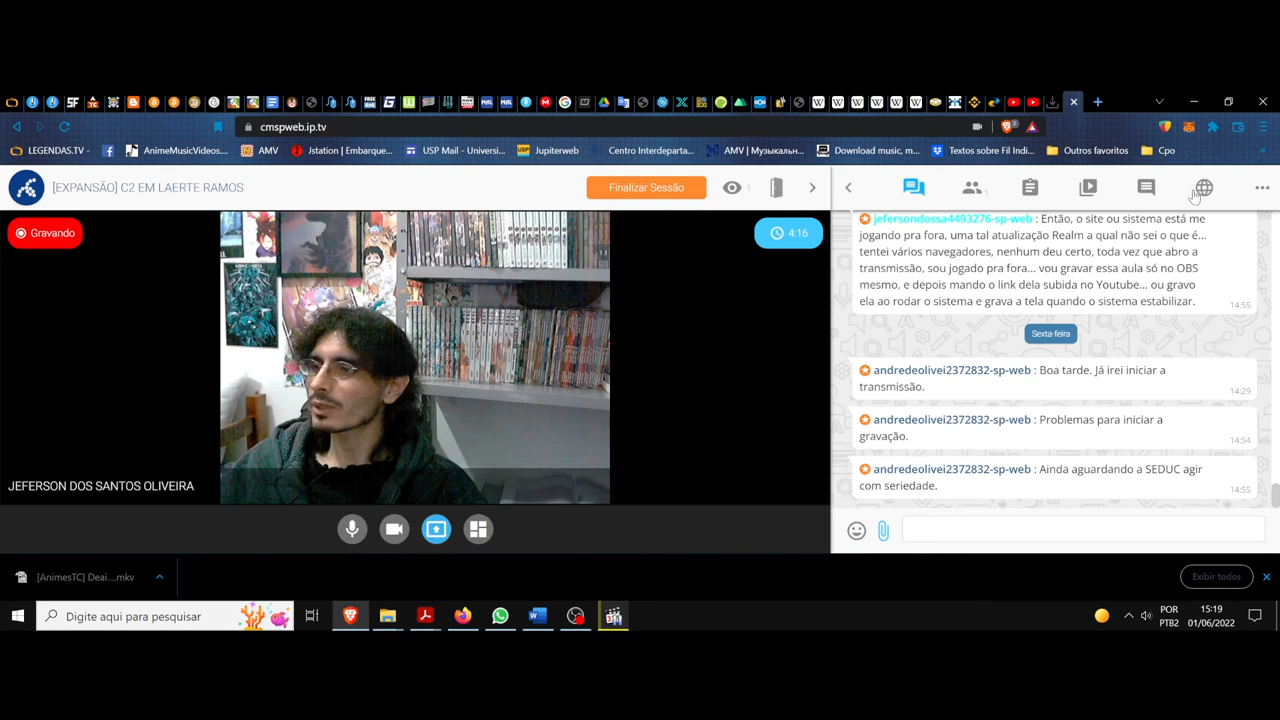 cmspweb.ip.tv
LEGENDAS.TV -
AnimeMusicVideos...
AMV
Jstation | Embarque...
USP Mail - Universi...
Jupiterweb
Centro Interdeparta...
AMV | Музыкальн...
Download music, m...
Textos sobre Fil Indi...
Outros favoritos
Cpo
[EXPANSÃO] C2 EM LAERTE RAMOS
Finalizar Sessão
1
1
Gravando
4:16
JEFERSON DOS SANTOS OLIVEIRA
jefersondossa4493276-sp-web : Então, o site ou sistema está me
jogando pra fora, uma tal atualização Realm a qual não sei o que é...
tentei vários navegadores, nenhum deu certo, toda vez que abro a
transmissão, sou jogado pra fora... vou gravar essa aula só no OBS
mesmo, e depois mando o link dela subida no Youtube... ou gravo
ela ao rodar o sistema e grava a tela quando o sistema estabilizar.
14:55
Sexta-feira
andredeolivei2372832-sp-web : Boa tarde. Já irei iniciar a
transmissão.
14:29
andredeolivei2372832-sp-web : Problemas para iniciar a
gravação.
14:54
andredeolivei2372832-sp-web : Ainda aguardando a SEDUC agir
com seriedade.
14:55
[AnimesTC] Deai....mkv
Exibir todos
Digite aqui para pesquisar
POR
PTB2
15:19
01/06/2022